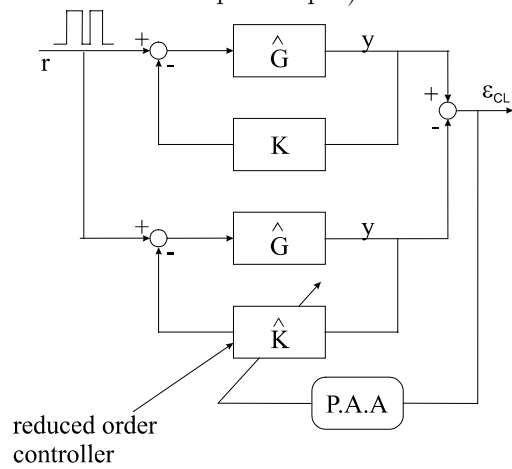 +
r
-
Ĝ
y
+
ε_CL
-
K
+
-
Ĝ
y
K̂
P.A.A
reduced order
controller